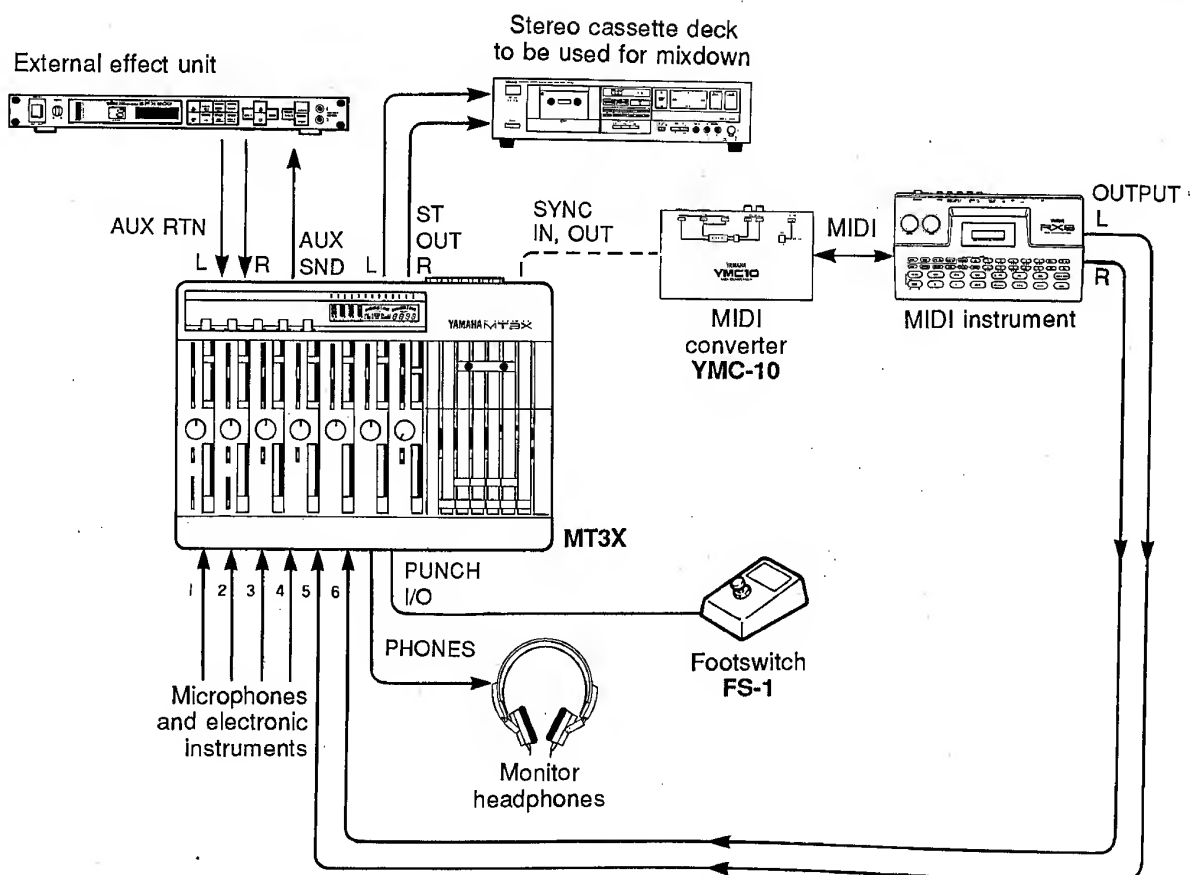 Stereo cassette deck
to be used for mixdown
External effect unit
AUX RTN
L
R
AUX
SND
L
ST
OUT
R
SYNC
IN, OUT
YAMAHA
YMC10
MIDI
OUTPUT
L
R
MIDI
converter
YMC-10
MIDI instrument
YAMAHA MT3X
MT3X
1
2
3
4
5
6
PUNCH
I/O
PHONES
Footswitch
FS-1
Microphones
and electronic
instruments
Monitor
headphones